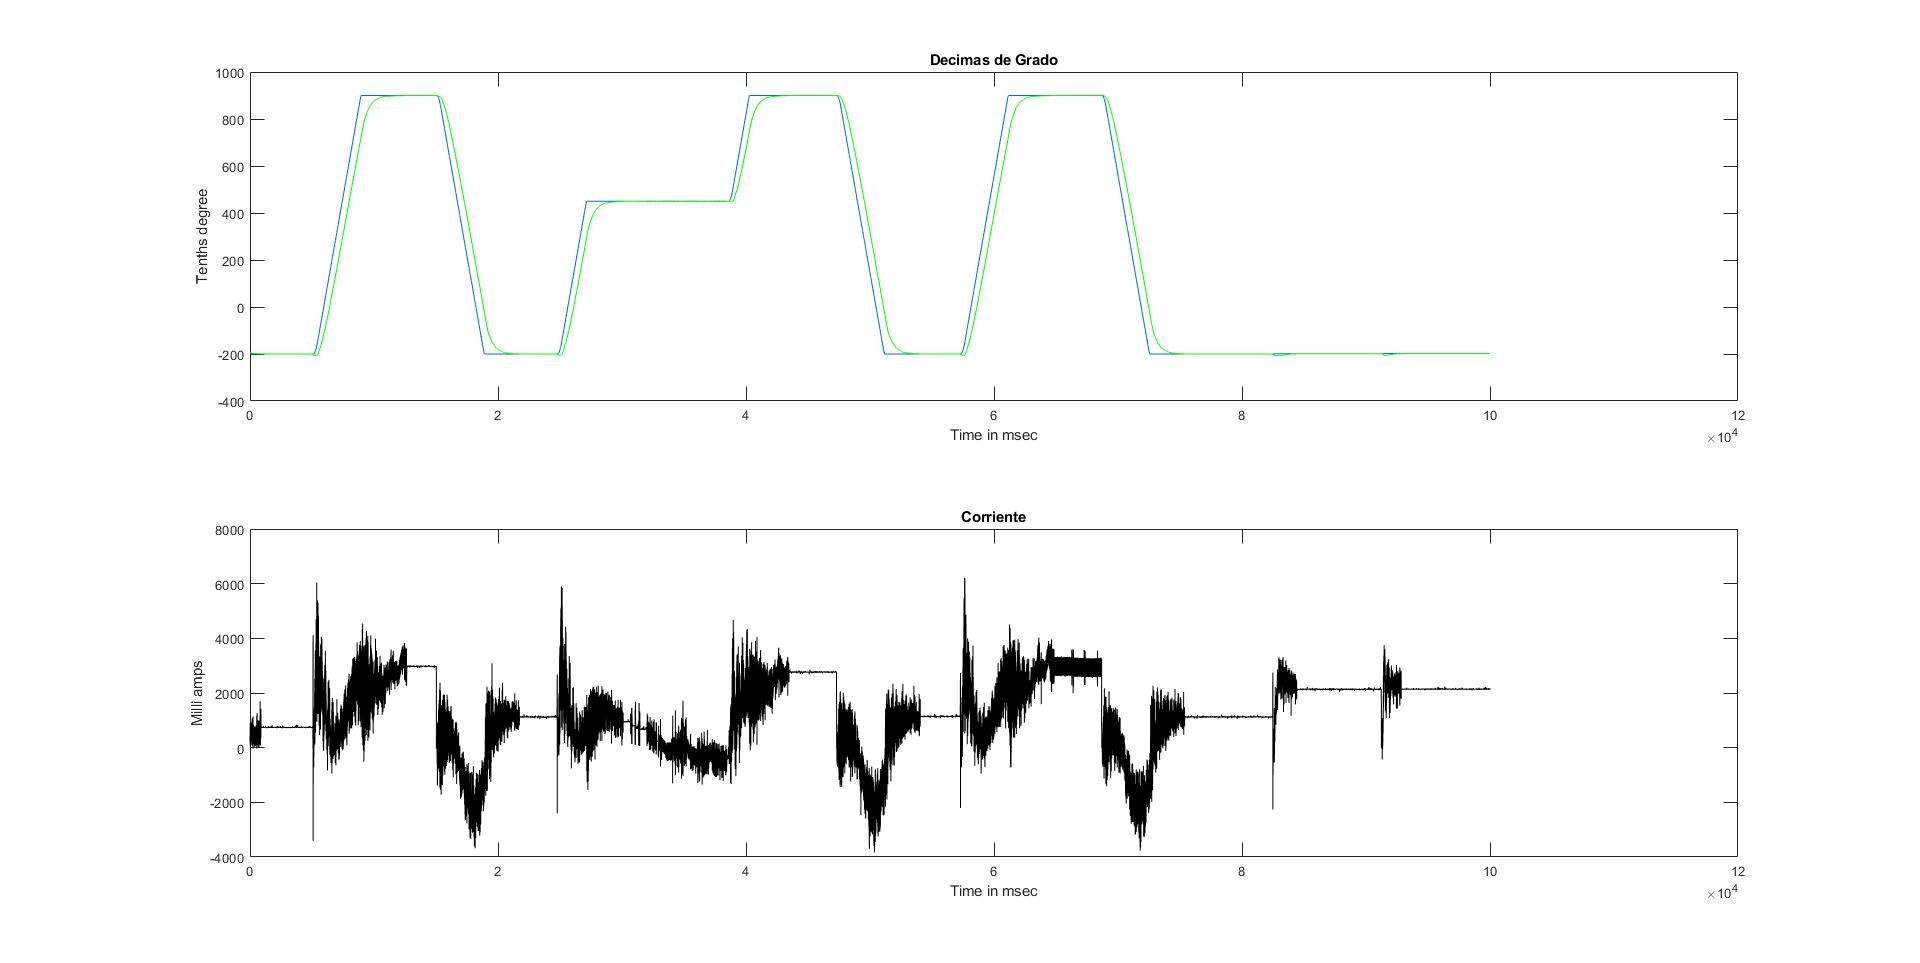 Decimas de Grado
1000
800
600
400
200
0
-200
-400
Tenths degree
0 2 4 6 8 10 12
×10^4
Time in msec
Corriente
8000
6000
4000
2000
0
-2000
-4000
Milli amps
0 2 4 6 8 10 12
×10^4
Time in msec